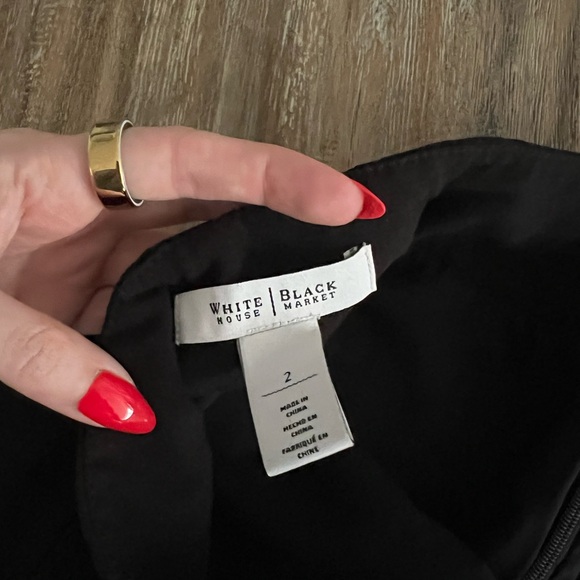 WHITE | BLACK
HOUSE | MARKET
2
MADE IN
CHINA
HECHO EN
CHINA
FABRIQUÉ EN
CHINE